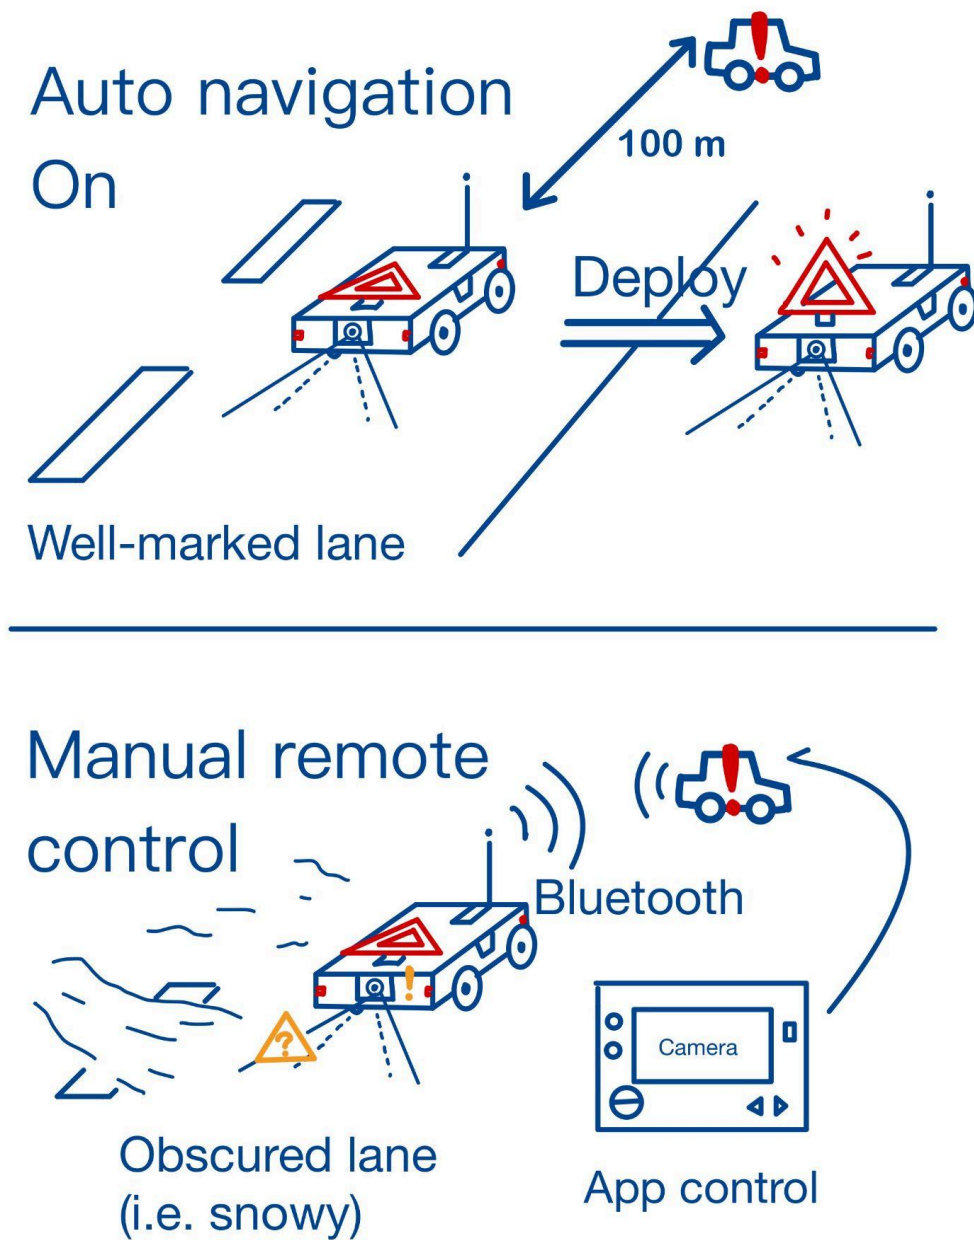 Auto navigation
On
100 m
Deploy
Well-marked lane
Manual remote
control
Bluetooth
?
!
Camera
Obscured lane
(i.e. snowy)
App control